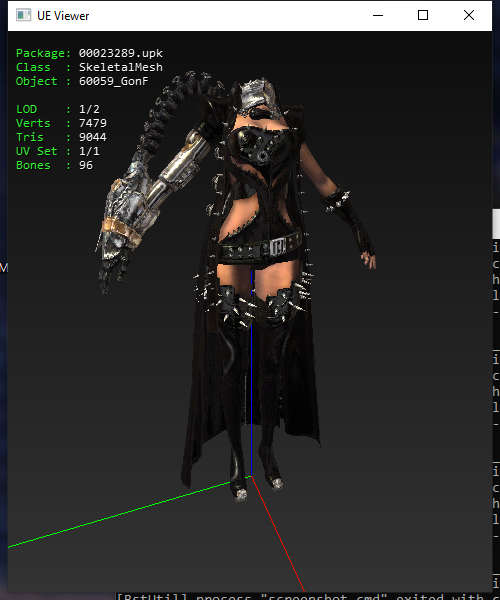 UE Viewer
Package: 00023289.upk
Class : SkeletalMesh
Object : 60059_GonF
LOD : 1/2
Verts : 7479
Tris : 9044
UV Set : 1/1
Bones : 96
M
i
c
h
l
-
i
c
h
l
-
i
c
h
l
-
i
[BstUtil] process "screenshot.cmd" exited with c